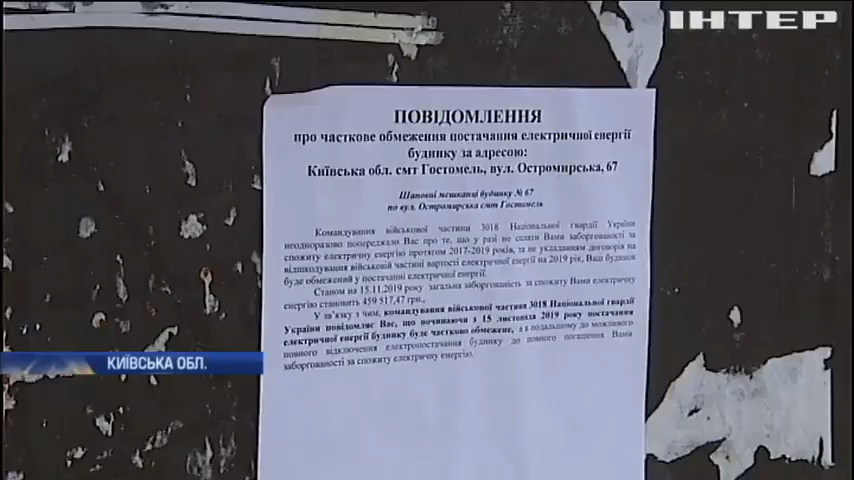 ІНТЕР
ПОВІДОМЛЕННЯ
про часткове обмеження постачання електричної енергії
будинку за адресою:
Київська обл. смт Гостомель, вул. Остромирська, 67
Шановні мешканці будинку № 67
по вул. Остромирська смт Гостомель
Командування військової частини 3018 Національної гвардії України
неодноразово попереджало Вас про те, що у разі не сплати Вами заборгованості за
спожиту електричну енергію протягом 2017-2019 років, та не укладанням договорів на
відшкодування військовій частині вартості електричної енергії на 2019 рік, Ваш будинок
буде обмежений у постачанні електричної енергії.
Станом на 15.11.2019 року загальна заборгованість за спожиту Вами електричну
енергію становить 459 517,47 грн.,
У зв'язку з чим, командування військової частини 3018 Національної гвардії
України повідомляє Вас, що починаючи з 15 листопада 2019 року постачання
електричної енергії будинку буде частково обмежене, а в подальшому до можливого
повного відключення електропостачання будинку до повного погашення Вами
заборгованості за спожиту електричну енергію.
КИЇВСЬКА ОБЛ.